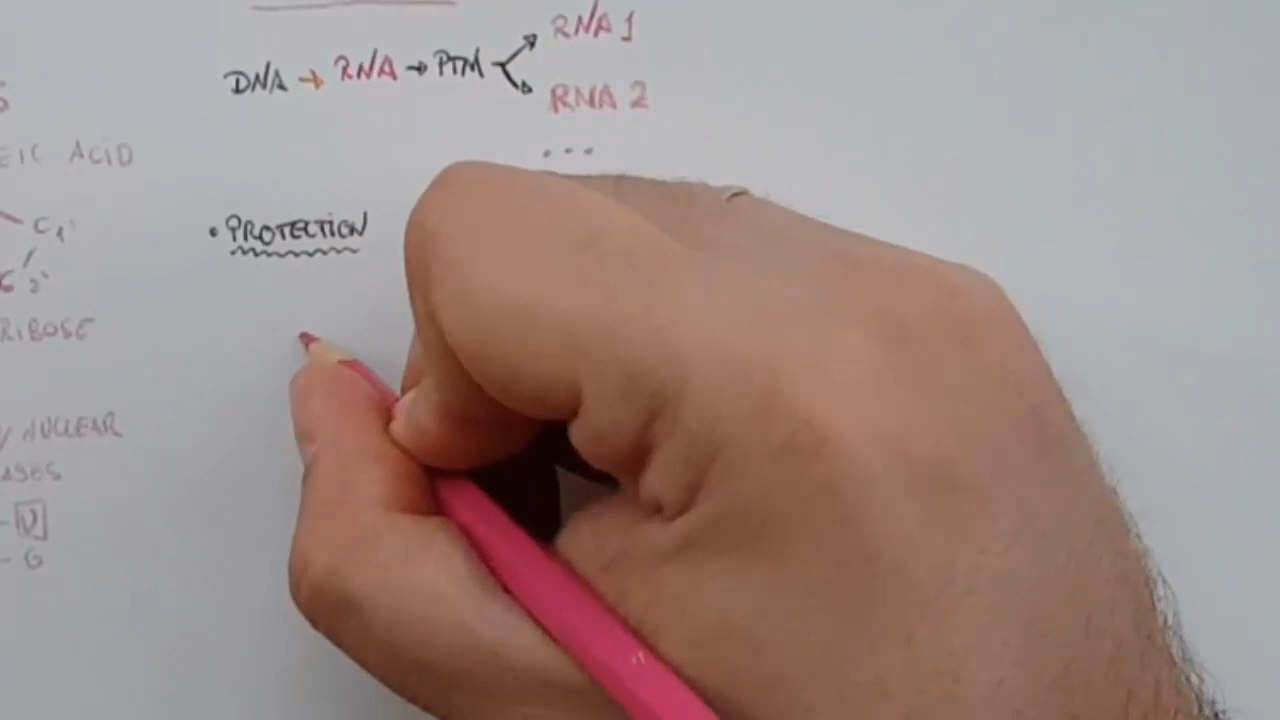 RNA 1
DNA → RNA → PTM
RNA 2
EIC ACID
...
C1'
• PROTECTION
2'
RIBOSE
NUCLEAR
ASES
- U
- G